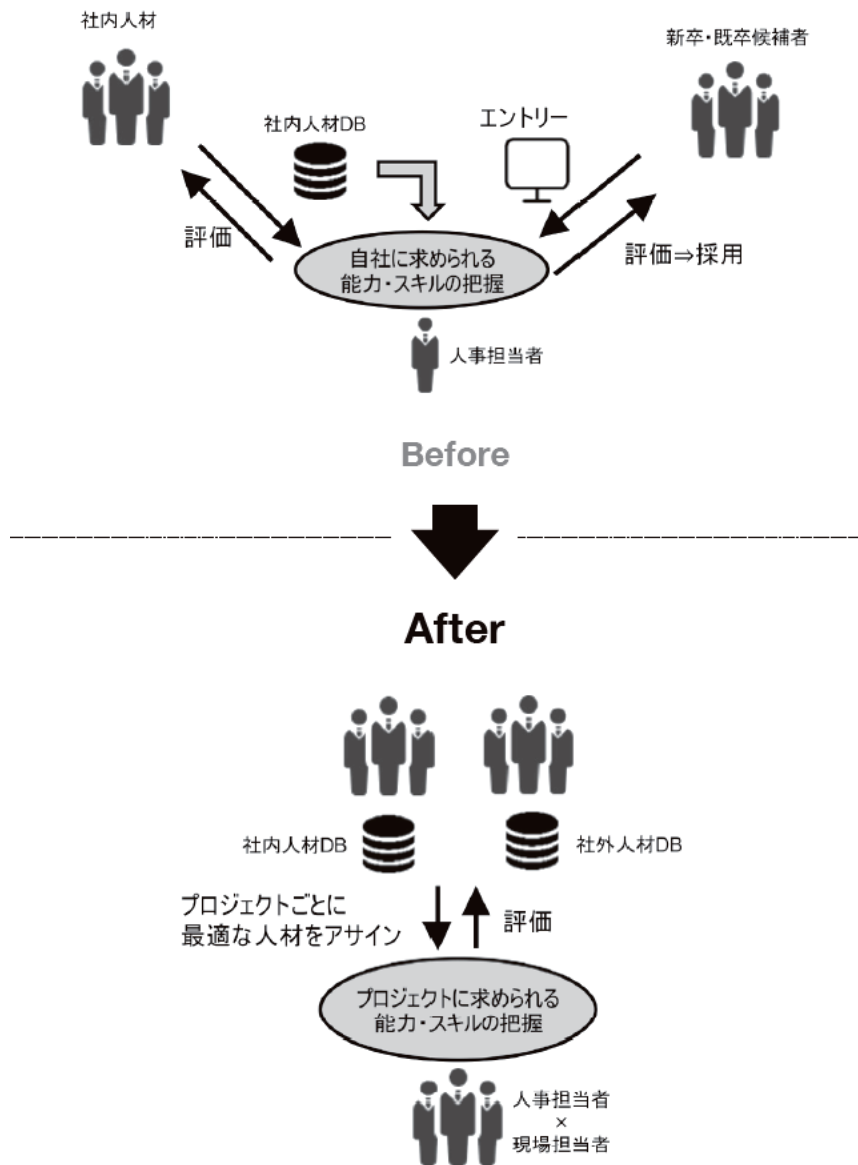 社内人材
新卒・既卒候補者
社内人材DB
エントリー
評価
評価⇒採用
自社に求められる
能力・スキルの把握
人事担当者
Before
After
社内人材DB
社外人材DB
プロジェクトごとに
最適な人材をアサイン
評価
プロジェクトに求められる
能力・スキルの把握
人事担当者
×
現場担当者